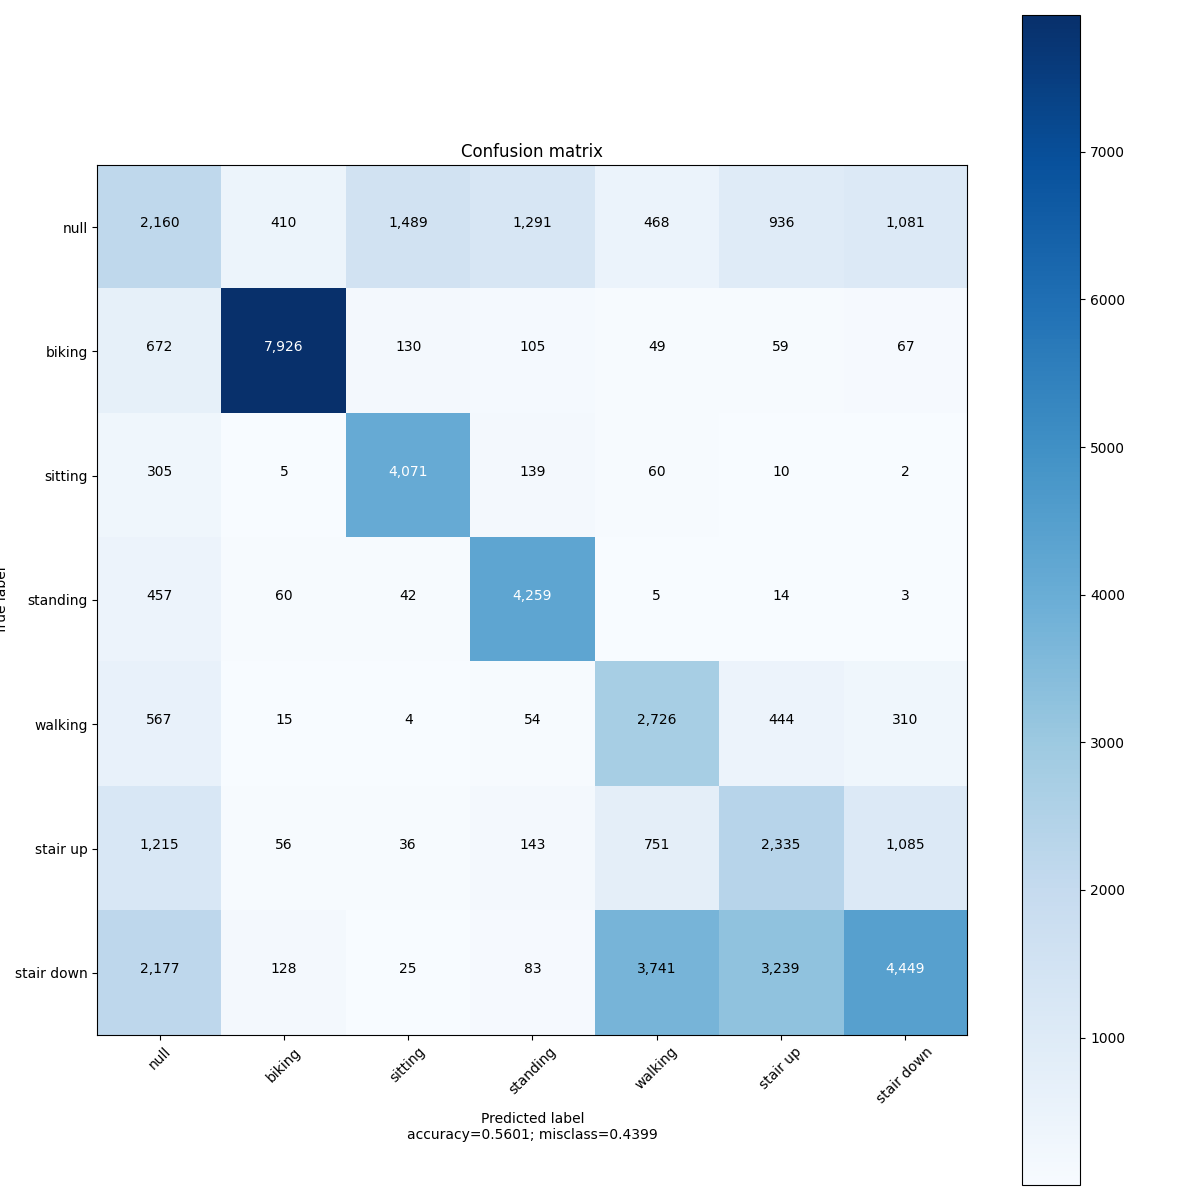 Confusion matrix
null 2,160 410 1,489 1,291 468 936 1,081
biking 672 7,926 130 105 49 59 67
sitting 305 5 4,071 139 60 10 2
standing 457 60 42 4,259 5 14 3
walking 567 15 4 54 2,726 444 310
stair up 1,215 56 36 143 751 2,335 1,085
stair down 2,177 128 25 83 3,741 3,239 4,449
null biking sitting standing walking stair up stair down
Predicted label
accuracy=0.5601; misclass=0.4399
label
7000
6000
5000
4000
3000
2000
1000